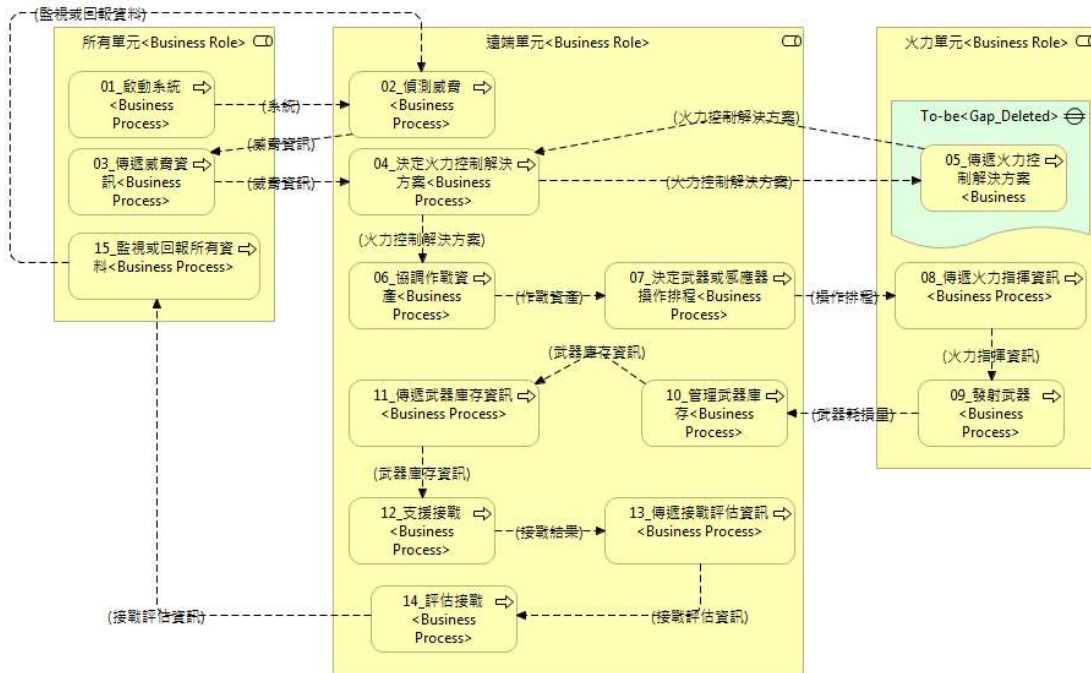 (監視或回報資料)
所有單元<Business Role>
遠端單元<Business Role>
火力單元<Business Role>
01_啟動系統
<Business
Process>
(系統)
02_偵測威脅
<Business
Process>
(威脅資訊)
03_傳遞威脅資
訊<Business
Process>
(威脅資訊)
04_決定火力控制解決
方案<Business
Process>
(火力控制解決方案)
(火力控制解決方案)
To-be<Gap_Deleted>
05_傳遞火力控
制解決方案
<Business
15_監視或回報所有資
料<Business Process>
(火力控制解決方案)
06_協調作戰資
產<Business
Process>
(作戰資產)
07_決定武器或感應器
操作排程<Business
Process>
(操作排程)
08_傳遞火力指揮資訊
<Business Process>
(火力指揮資訊)
09_發射武器
<Business
Process>
(武器耗損量)
10_管理武器庫
存<Business
Process>
(武器庫存資訊)
11_傳遞武器庫存資訊
<Business Process>
(武器庫存資訊)
12_支援接戰
<Business
Process>
(接戰結果)
13_傳遞接戰評估資訊
<Business Process>
(接戰評估資訊)
14_評估接戰
<Business
Process>
(接戰評估資訊)